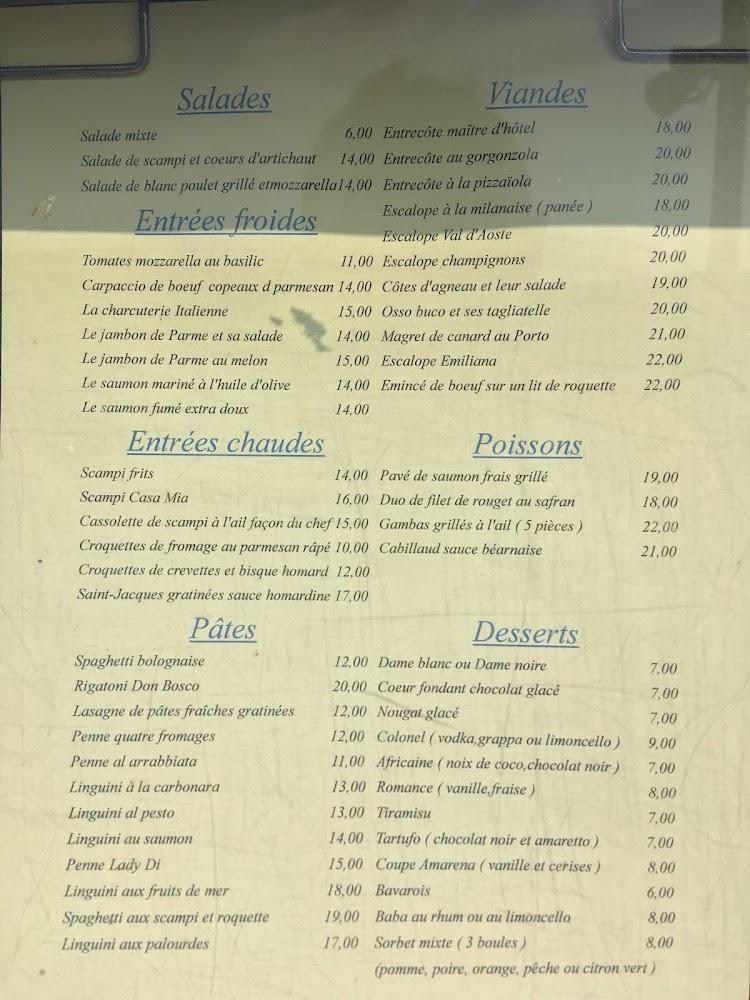 Salades
Salade mixte 6,00
Salade de scampi et coeurs d'artichaut 14,00
Salade de blanc poulet grillé etmozzarella14,00
Entrées froides
Tomates mozzarella au basilic 11,00
Carpaccio de boeuf copeaux d parmesan 14,00
La charcuterie Italienne 15,00
Le jambon de Parme et sa salade 14,00
Le jambon de Parme au melon 15,00
Le saumon mariné à l'huile d'olive 14,00
Le saumon fumé extra doux 14,00
Entrées chaudes
Scampi frits 14,00
Scampi Casa Mia 16,00
Cassolette de scampi à l'ail façon du chef 15,00
Croquettes de fromage au parmesan râpé 10,00
Croquettes de crevettes et bisque homard 12,00
Saint-Jacques gratinées sauce homardine 17,00
Pâtes
Spaghetti bolognaise 12,00
Rigatoni Don Bosco 20,00
Lasagne de pâtes fraîches gratinées 12,00
Penne quatre fromages 12,00
Penne al arrabbiata 11,00
Linguini à la carbonara 13,00
Linguini al pesto 13,00
Linguini au saumon 14,00
Penne Lady Di 15,00
Linguini aux fruits de mer 18,00
Spaghetti aux scampi et roquette 19,00
Linguini aux palourdes 17,00
Viandes
Entrecôte maître d'hôtel 18,00
Entrecôte au gorgonzola 20,00
Entrecôte à la pizzaïola 20,00
Escalope à la milanaise ( panée ) 18,00
Escalope Val d'Aoste 20,00
Escalope champignons 20,00
Côtes d'agneau et leur salade 19,00
Osso buco et ses tagliatelle 20,00
Magret de canard au Porto 21,00
Escalope Emiliana 22,00
Emincé de boeuf sur un lit de roquette 22,00
Poissons
Pavé de saumon frais grillé 19,00
Duo de filet de rouget au safran 18,00
Gambas grillés à l'ail ( 5 pièces ) 22,00
Cabillaud sauce béarnaise 21,00
Desserts
Dame blanc ou Dame noire 7,00
Coeur fondant chocolat glacé 7,00
Nougat glacé 7,00
Colonel ( vodka,grappa ou limoncello ) 9,00
Africaine ( noix de coco,chocolat noir ) 7,00
Romance ( vanille,fraise ) 8,00
Tiramisu 7,00
Tartufo ( chocolat noir et amaretto ) 7,00
Coupe Amarena ( vanille et cerises ) 8,00
Bavarois 6,00
Baba au rhum ou au limoncello 8,00
Sorbet mixte ( 3 boules ) 8,00
(pomme, poire, orange, pêche ou citron vert )